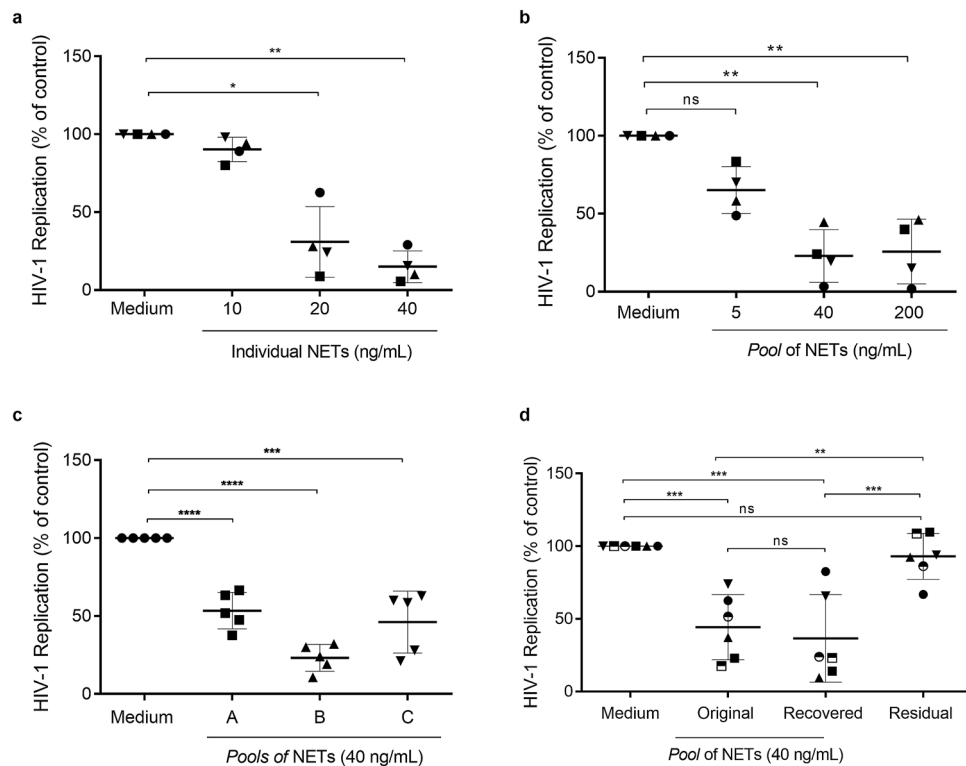 a
HIV-1 Replication (% of control)
150
100
50
0
**
*
Medium 10 20 40
Individual NETs (ng/mL)
b
HIV-1 Replication (% of control)
150
100
50
0
**
**
ns
Medium 5 40 200
Pool of NETs (ng/mL)
c
HIV-1 Replication (% of control)
150
100
50
0
***
****
****
Medium A B C
Pools of NETs (40 ng/mL)
d
HIV-1 Replication (% of control)
150
100
50
0
**
***
*** ***
ns
ns
Medium Original Recovered Residual
Pool of NETs (40 ng/mL)